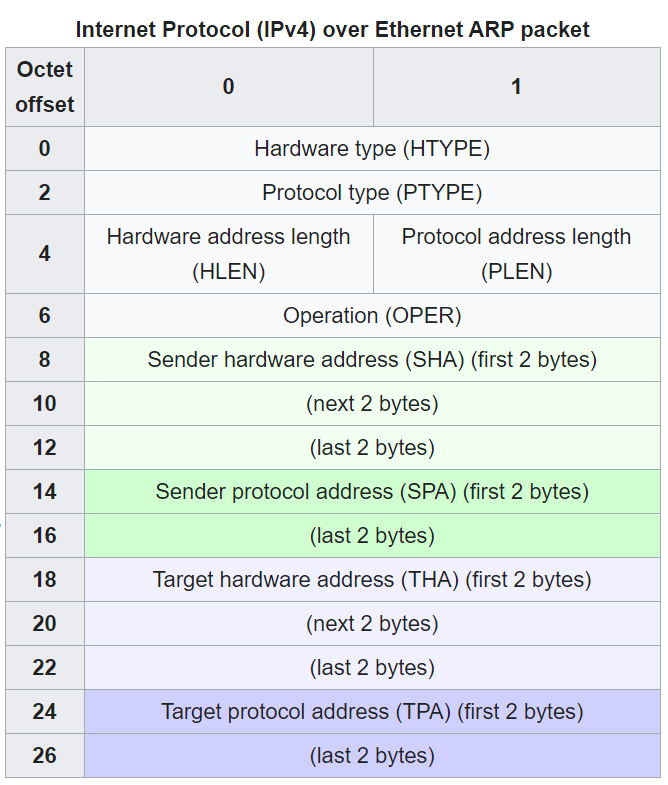 Internet Protocol (IPv4) over Ethernet ARP packet
Octet
offset
0
1
0
Hardware type (HTYPE)
2
Protocol type (PTYPE)
4
Hardware address length
(HLEN)
Protocol address length
(PLEN)
6
Operation (OPER)
8
Sender hardware address (SHA) (first 2 bytes)
10
(next 2 bytes)
12
(last 2 bytes)
14
Sender protocol address (SPA) (first 2 bytes)
16
(last 2 bytes)
18
Target hardware address (THA) (first 2 bytes)
20
(next 2 bytes)
22
(last 2 bytes)
24
Target protocol address (TPA) (first 2 bytes)
26
(last 2 bytes)